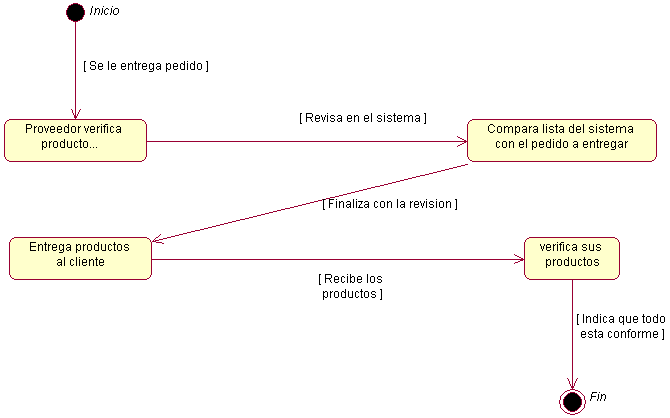 Inicio
[ Se le entrega pedido ]
Proveedor verifica
producto...
[ Revisa en el sistema ]
Compara lista del sistema
con el pedido a entregar
[ Finaliza con la revision ]
Entrega productos
al cliente
[ Recibe los
productos ]
verifica sus
productos
[ Indica que todo
esta conforme ]
Fin